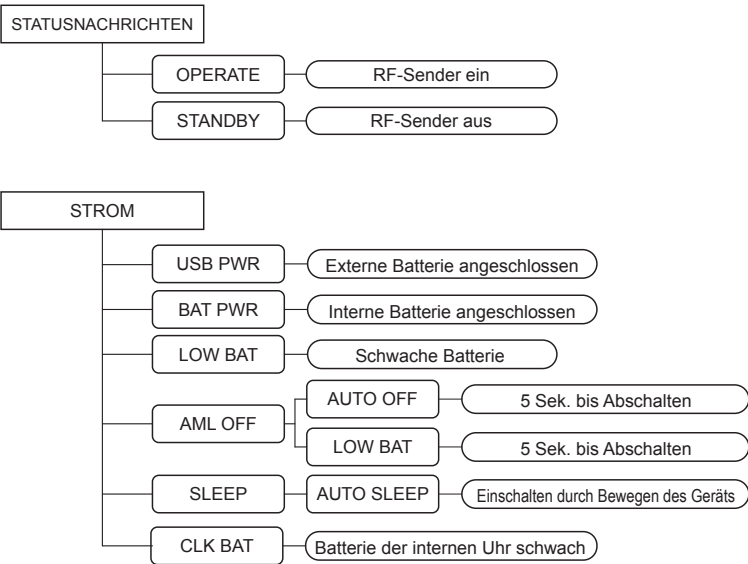 STATUSNACHRICHTEN
OPERATE RF-Sender ein
STANDBY RF-Sender aus
STROM
USB PWR Externe Batterie angeschlossen
BAT PWR Interne Batterie angeschlossen
LOW BAT Schwache Batterie
AML OFF
AUTO OFF 5 Sek. bis Abschalten
LOW BAT 5 Sek. bis Abschalten
SLEEP AUTO SLEEP Einschalten durch Bewegen des Geräts
CLK BAT Batterie der internen Uhr schwach